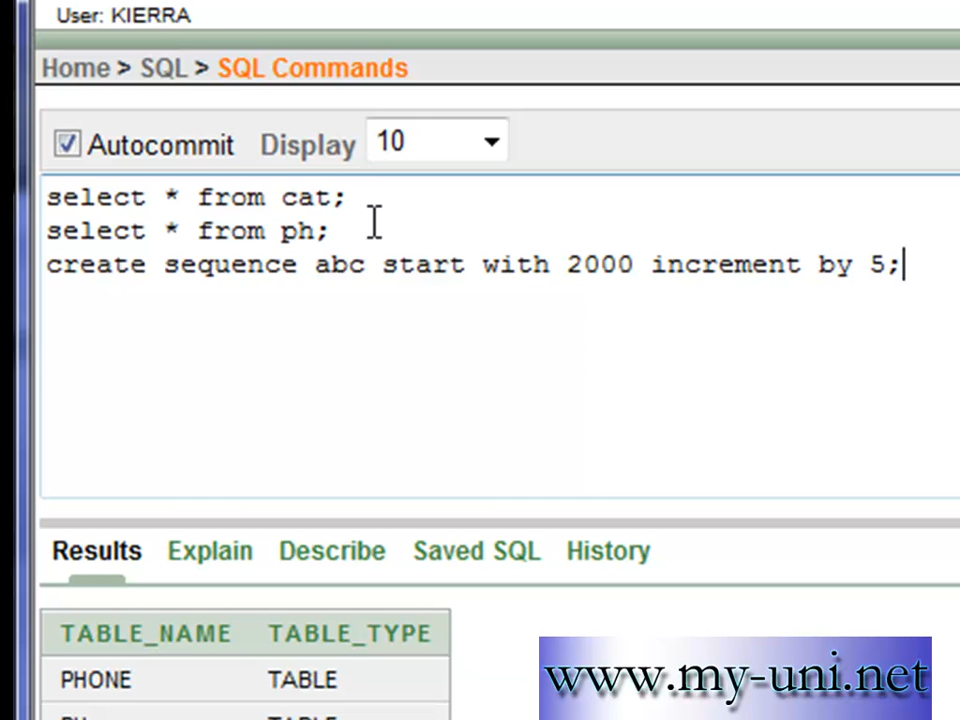 User: KIERRA
Home > SQL > SQL Commands
Autocommit Display 10
select * from cat;
select * from ph;
create sequence abc start with 2000 increment by 5;
Results Explain Describe Saved SQL History
TABLE_NAME TABLE_TYPE
PHONE TABLE
www.my-uni.net